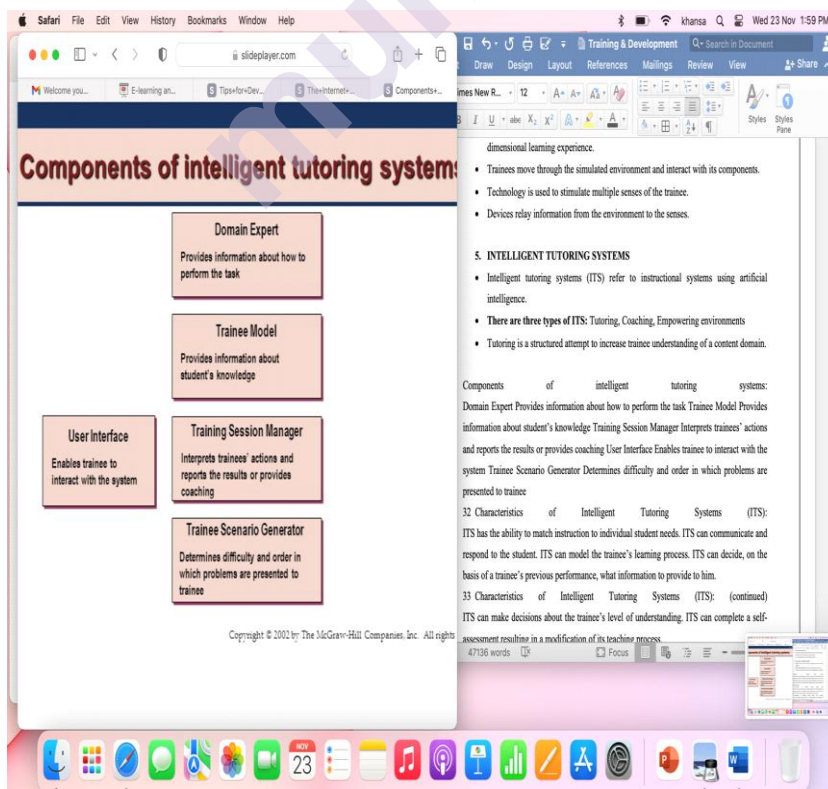 Safari File Edit View History Bookmarks Window Help
khansa
Wed 23 Nov 1:59 PM
slideplayer.com
Welcome you...
E-learning an...
Tips+for+Dev...
The+Internet+...
Components+...
Components of intelligent tutoring systems
Domain Expert
Provides information about how to
perform the task
Trainee Model
Provides information about
student's knowledge
User Interface
Enables trainee to
interact with the system
Training Session Manager
Interprets trainees' actions and
reports the results or provides
coaching
Trainee Scenario Generator
Determines difficulty and order in
which problems are presented to
trainee
Copyright © 2002 by The McGraw-Hill Companies, Inc. All rights
Training & Development
Search in Document
Draw Design Layout References Mailings Review View
Share
imes New R... 12
Styles
Styles Pane
dimensional learning experience.
• Trainees move through the simulated environment and interact with its components.
• Technology is used to stimulate multiple senses of the trainee.
• Devices relay information from the environment to the senses.
5. INTELLIGENT TUTORING SYSTEMS
• Intelligent tutoring systems (ITS) refer to instructional systems using artificial
intelligence.
• There are three types of ITS: Tutoring, Coaching, Empowering environments
• Tutoring is a structured attempt to increase trainee understanding of a content domain.
Components of intelligent tutoring systems:
Domain Expert Provides information about how to perform the task Trainee Model Provides
information about student's knowledge Training Session Manager Interprets trainees' actions
and reports the results or provides coaching User Interface Enables trainee to interact with the
system Trainee Scenario Generator Determines difficulty and order in which problems are
presented to trainee
32 Characteristics of Intelligent Tutoring Systems (ITS):
ITS has the ability to match instruction to individual student needs. ITS can communicate and
respond to the student. ITS can model the trainee's learning process. ITS can decide, on the
basis of a trainee's previous performance, what information to provide to him.
33 Characteristics of Intelligent Tutoring Systems (ITS): (continued)
ITS can make decisions about the trainee's level of understanding. ITS can complete a self-
assessment resulting in a modification of its teaching process
47136 words
Focus
NOV
23